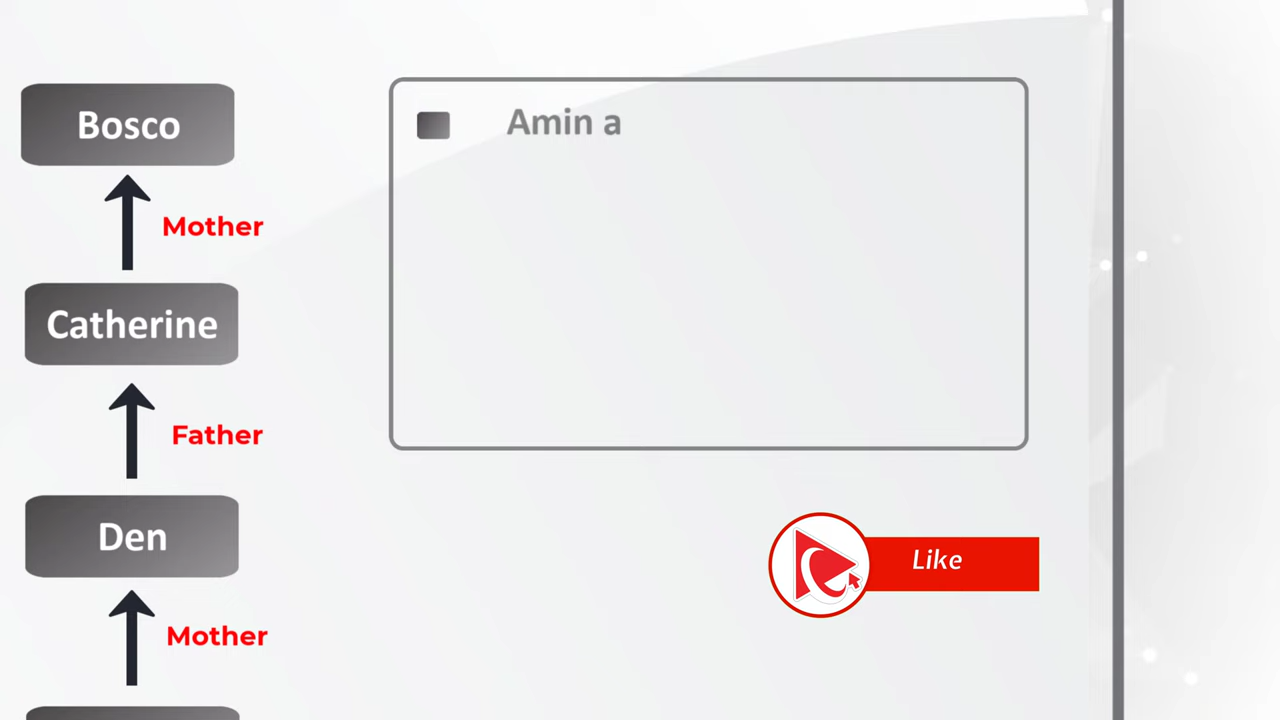 Bosco
Amin a
Mother
Catherine
Father
Den
Like
Mother